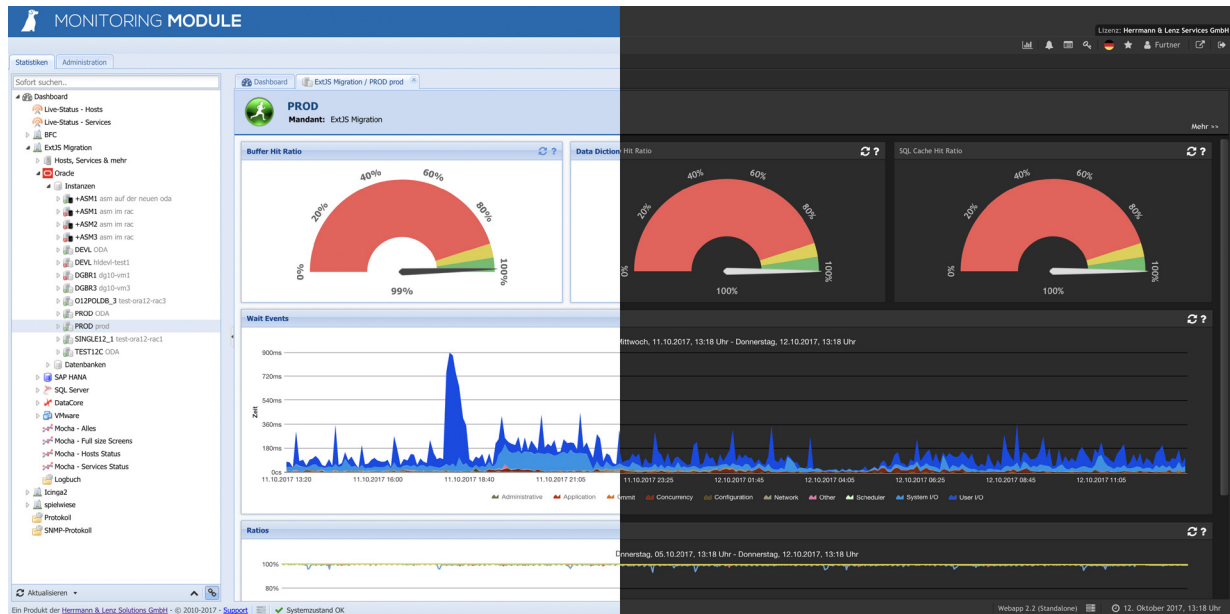 MONITORING MODULE
Lizenz: Herrmann & Lenz Services GmbH
Furtner
Statistiken Administration
Sofort suchen..
Dashboard
Live-Status - Hosts
Live-Status - Services
BFC
ExtJS Migration
Hosts, Services & mehr
Oracle
Instanzen
+ASM1 asm auf der neuen oda
+ASM1 asm im rac
+ASM2 asm im rac
+ASM3 asm im rac
DEVL ODA
DEVL hldevl-test1
DGBR1 dg10-vm1
DGBR3 dg10-vm3
O12POLDB_3 test-ora12-rac3
PROD ODA
PROD prod
SINGLE12_1 test-ora12-rac1
TEST12C ODA
Datenbanken
SAP HANA
SQL Server
DataCore
VMware
Mocha - Alles
Mocha - Full size Screens
Mocha - Hosts Status
Mocha - Services Status
Logbuch
Icinga2
spielwiese
Protokoll
SNMP-Protokoll
Aktualisieren
Dashboard ExtJS Migration / PROD prod
PROD
Mandant: ExtJS Migration
Mehr >>
Buffer Hit Ratio ?
0% 20% 40% 60% 80% 100%
99%
Data Diction Hit Ratio ?
0% 20% 40% 60% 80% 100%
100%
SQL Cache Hit Ratio ?
0% 20% 40% 60% 80% 100%
100%
Wait Events ?
Mittwoch, 11.10.2017, 13:18 Uhr - Donnerstag, 12.10.2017, 13:18 Uhr
Zeit
900ms
720ms
540ms
360ms
180ms
0cs
11.10.2017 13:20 11.10.2017 16:00 11.10.2017 18:40 11.10.2017 21:05 11.10.2017 23:25 12.10.2017 01:45 12.10.2017 04:05 12.10.2017 06:25 12.10.2017 08:45 12.10.2017 11:05
Administrative Application mmit Concurrency Configuration Network Other Scheduler System I/O User I/O
Ratios ?
Donnerstag, 05.10.2017, 13:18 Uhr - Donnerstag, 12.10.2017, 13:18 Uhr
100%
80%
Ein Produkt der Herrmann & Lenz Solutions GmbH - © 2010-2017 - Support Systemzustand OK Webapp 2.2 (Standalone) 12. Oktober 2017, 13:18 Uhr